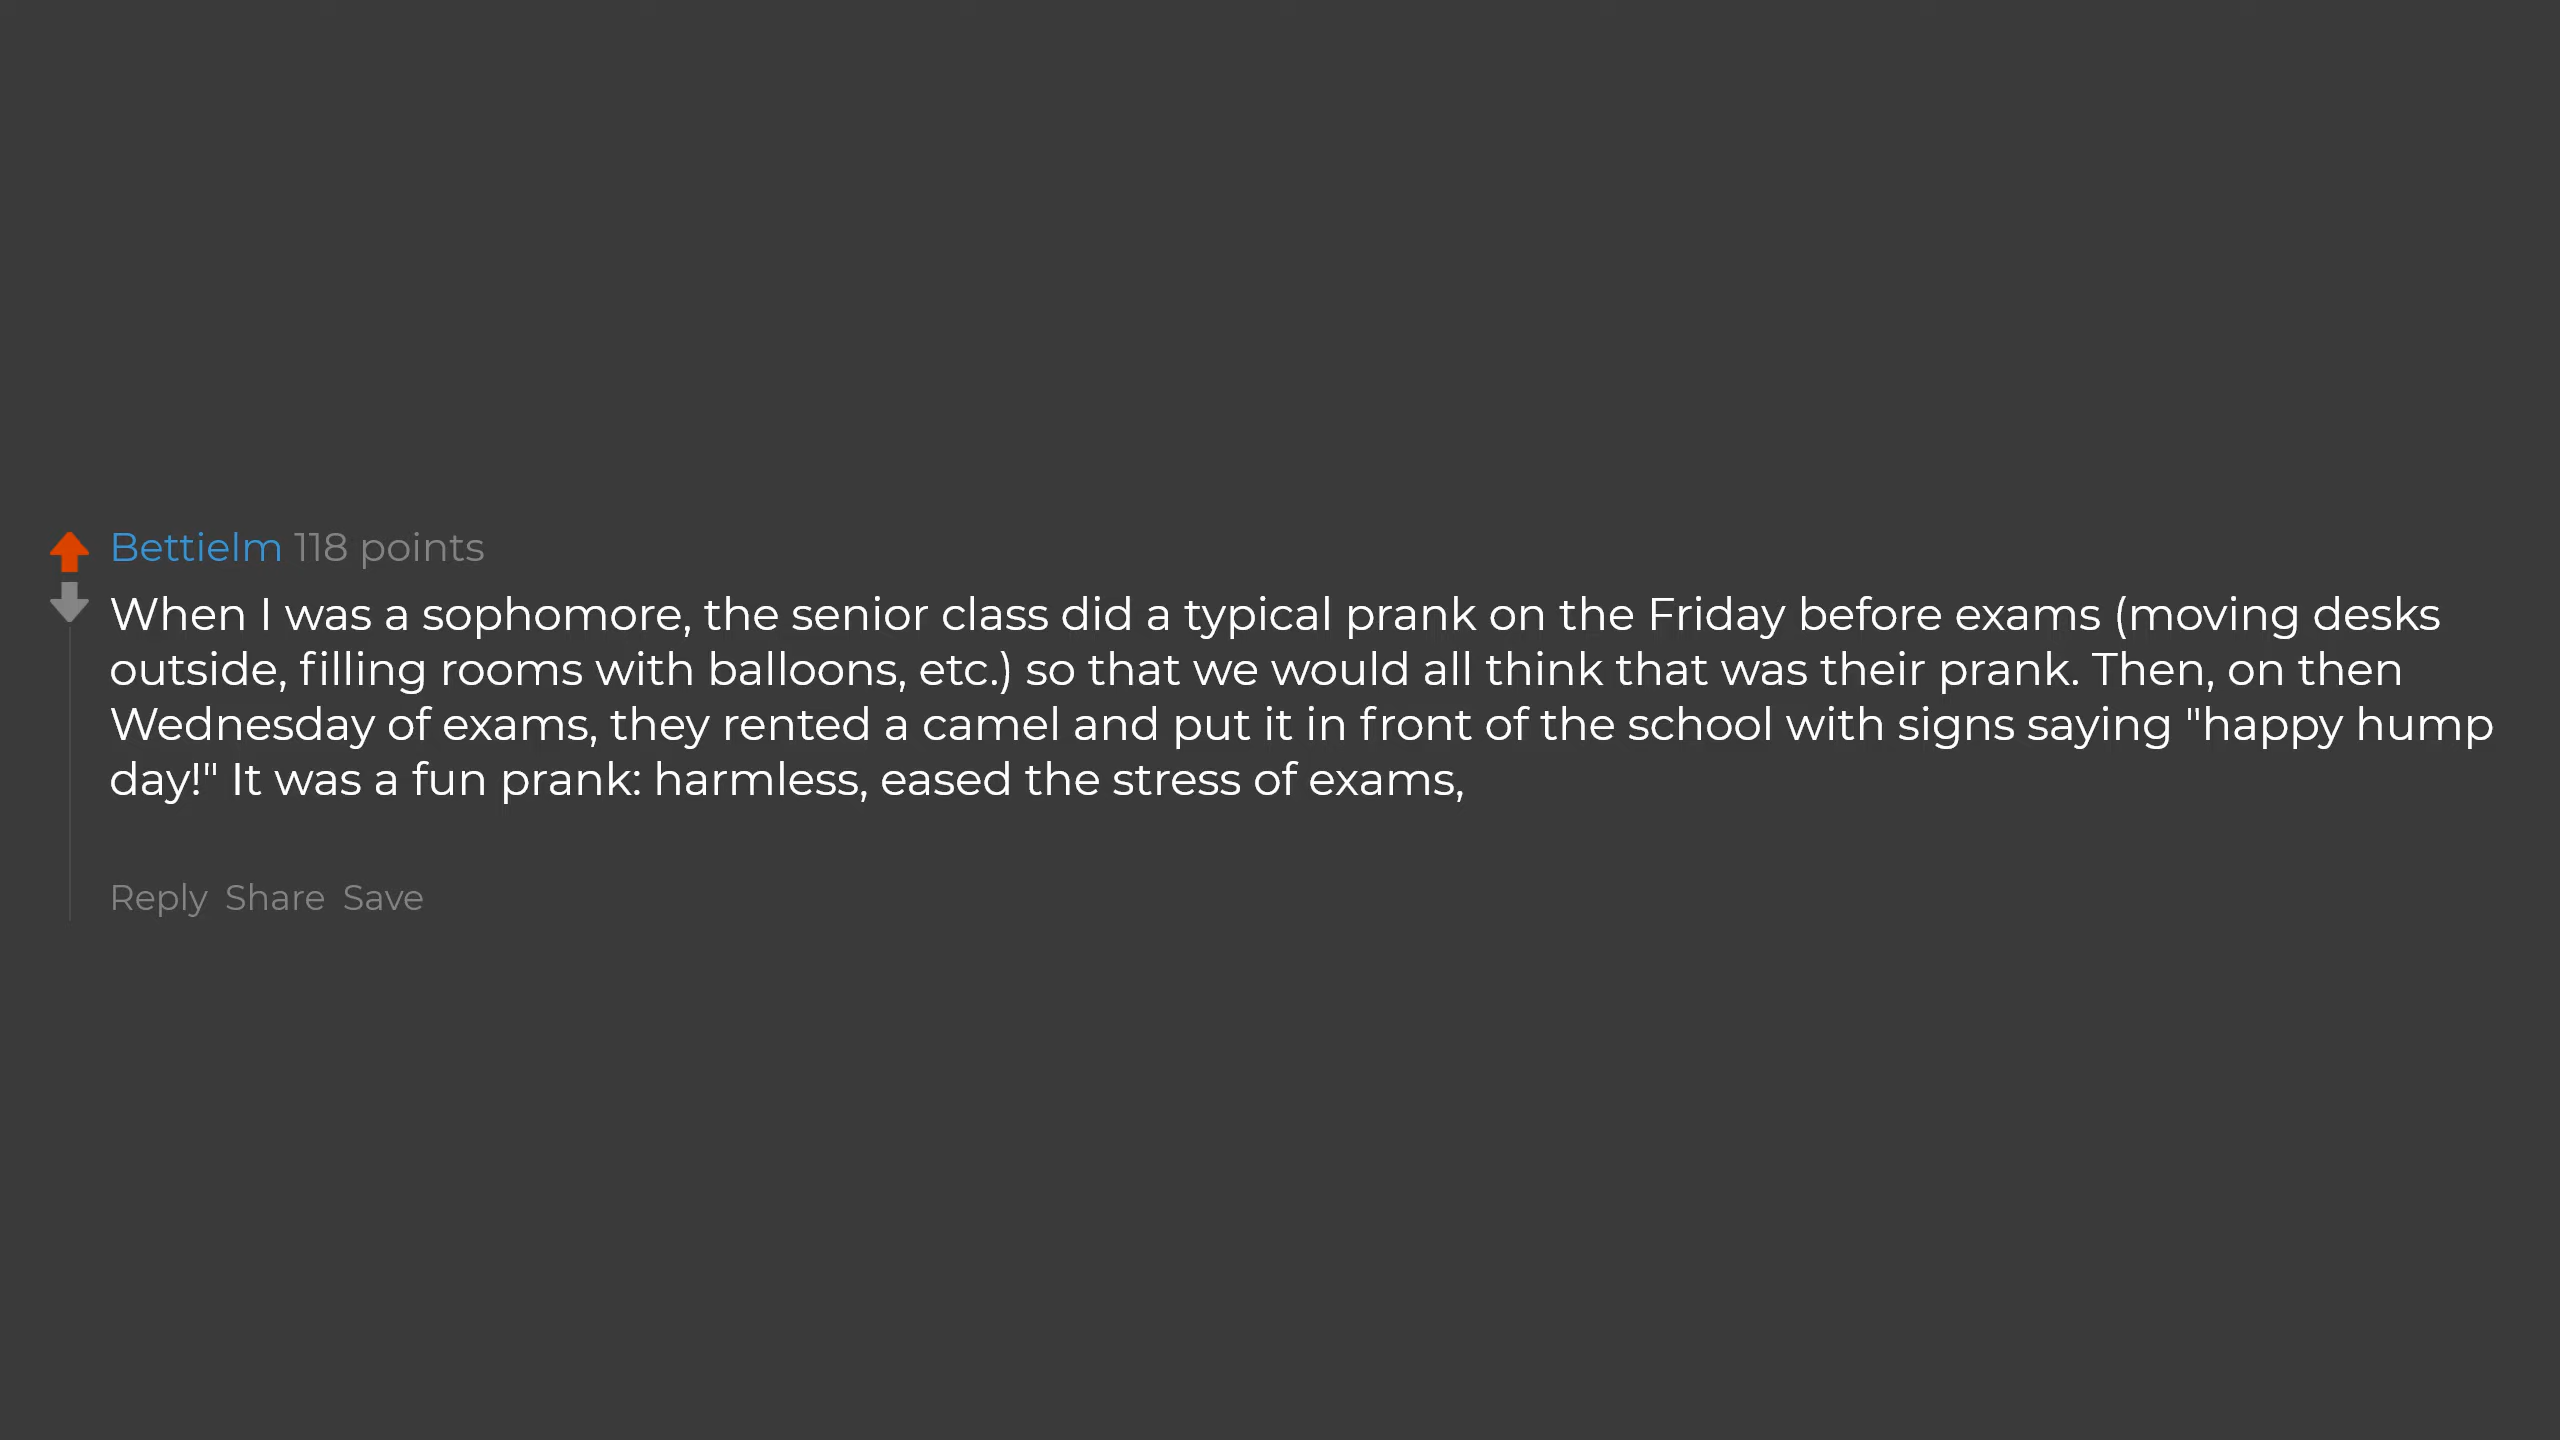 Bettielm 118 points
When I was a sophomore, the senior class did a typical prank on the Friday before exams (moving desks
outside, filling rooms with balloons, etc.) so that we would all think that was their prank. Then, on then
Wednesday of exams, they rented a camel and put it in front of the school with signs saying "happy hump
day!" It was a fun prank: harmless, eased the stress of exams,
Reply Share Save